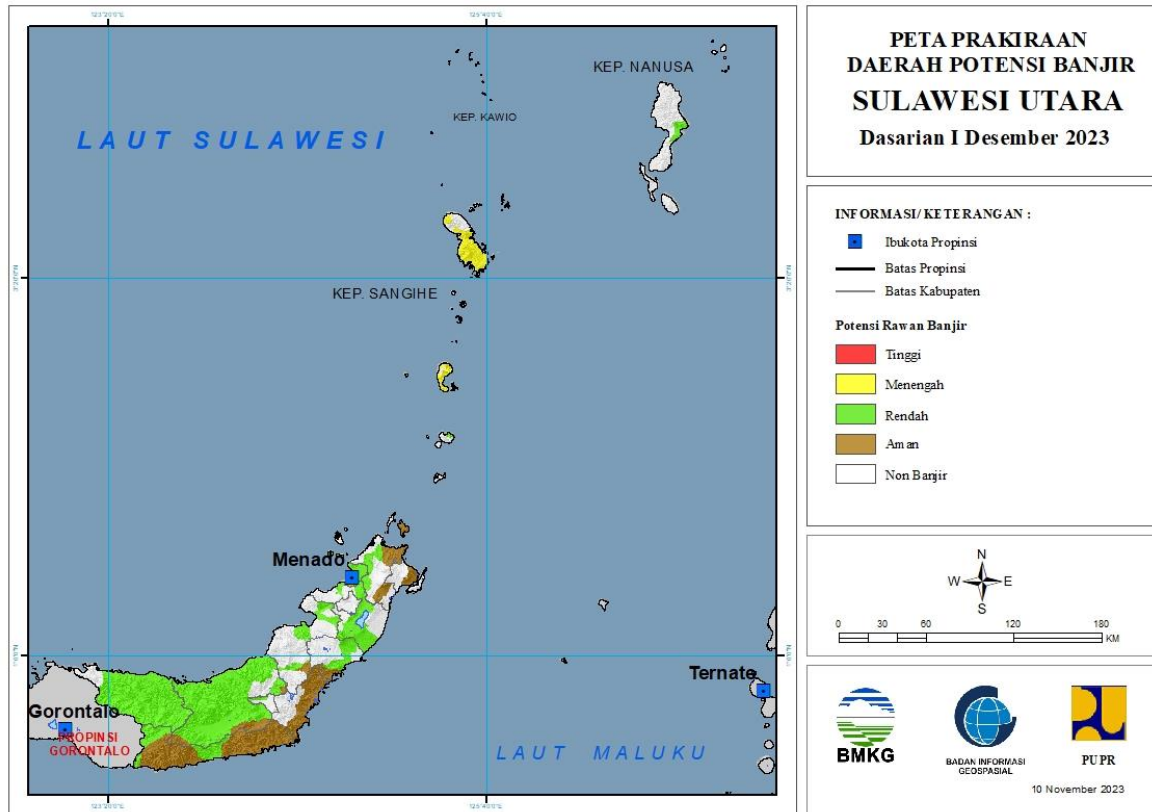 PETA PRAKIRAAN
DAERAH POTENSI BANJIR
SULAWESI UTARA
Dasarian I Desember 2023
KEP. NANUSA
KEP. KAWIO
LAUT SULAWESI
KEP. SANGIHE
Menado
Ternate
Gorontalo
PROPINSI
GORONTALO
LAUT MALUKU
INFORMASI/ KETERANGAN :
Ibukota Propinsi
Batas Propinsi
Batas Kabupaten
Potensi Rawan Banjir
Tinggi
Menengah
Rendah
Aman
Non Banjir
N
W E
S
0 30 60 120 180
KM
BMKG
BADAN INFORMASI
GEOSPASIAL
PUPR
10 November 2023